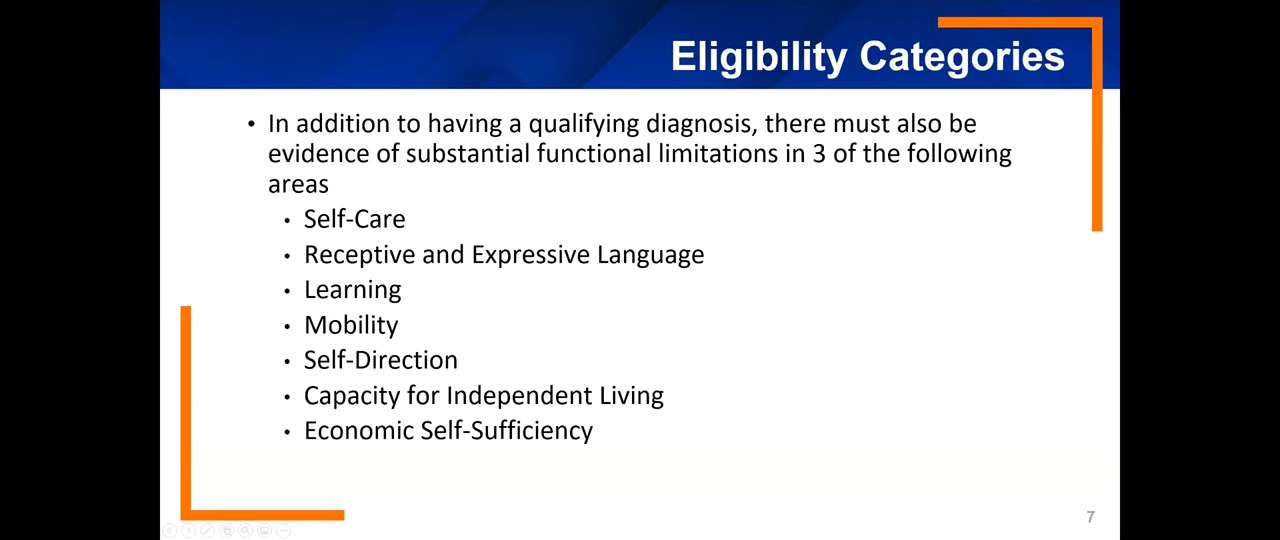 Eligibility Categories
• In addition to having a qualifying diagnosis, there must also be
evidence of substantial functional limitations in 3 of the following
areas
• Self-Care
• Receptive and Expressive Language
• Learning
• Mobility
• Self-Direction
• Capacity for Independent Living
• Economic Self-Sufficiency
7